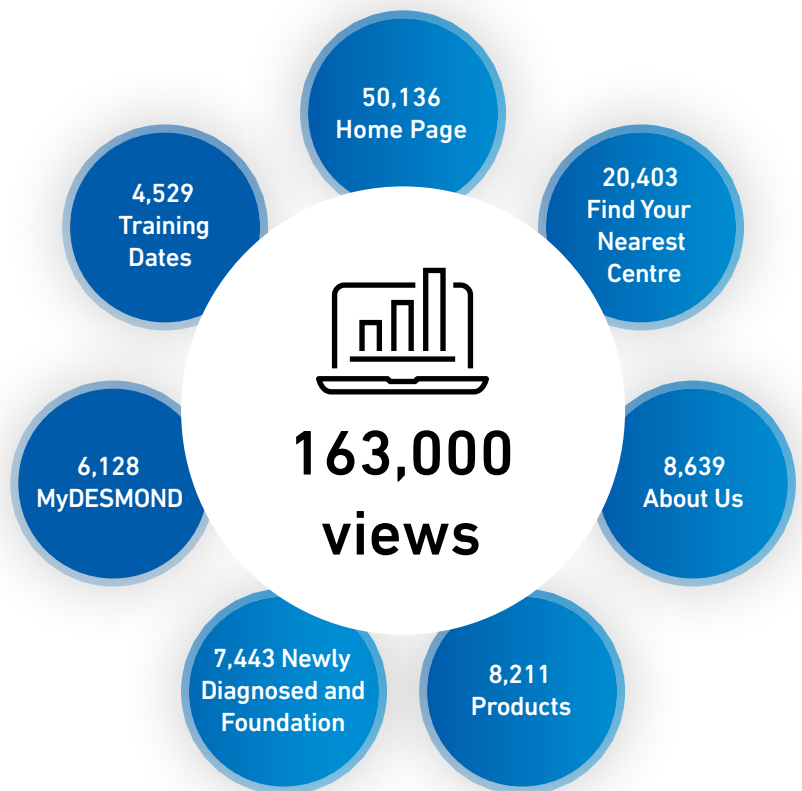 50,136
Home Page
20,403
Find Your
Nearest
Centre
8,639
About Us
8,211
Products
7,443 Newly
Diagnosed and
Foundation
6,128
MyDESMOND
4,529
Training
Dates
163,000
views